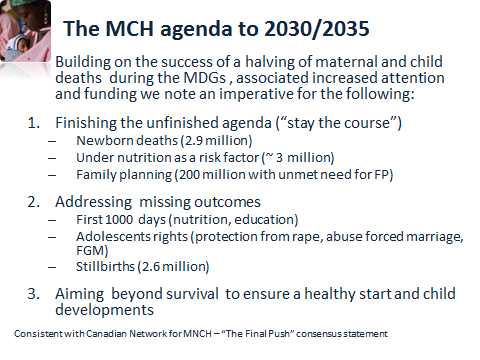 The MCH agenda to 2030/2035
Building on the success of a halving of maternal and child
deaths during the MDGs , associated increased attention
and funding we note an imperative for the following:
1. Finishing the unfinished agenda (“stay the course”)
– Newborn deaths (2.9 million)
– Under nutrition as a risk factor (~ 3 million)
– Family planning (200 million with unmet need for FP)
2. Addressing missing outcomes
– First 1000 days (nutrition, education)
– Adolescents rights (protection from rape, abuse forced marriage,
FGM)
– Stillbirths (2.6 million)
3. Aiming beyond survival to ensure a healthy start and child
developments
Consistent with Canadian Network for MNCH – “The Final Push” consensus statement